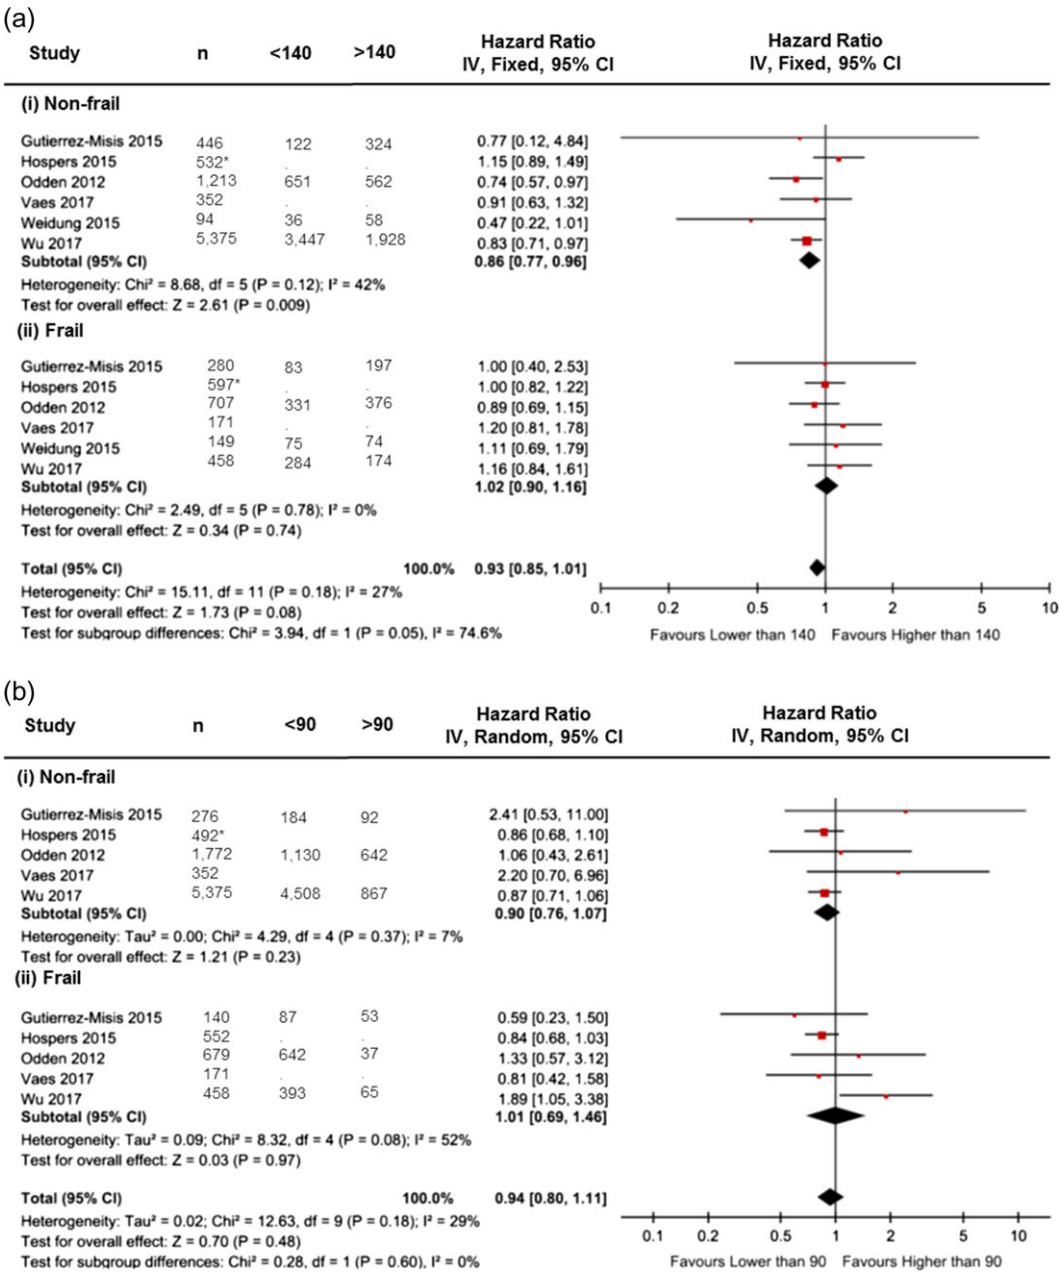 (a)
Study n <140 >140 Hazard Ratio IV, Fixed, 95% CI Hazard Ratio IV, Fixed, 95% CI
(i) Non-frail
Gutierrez-Misis 2015 446 122 324 0.77 [0.12, 4.84]
Hospers 2015 532* . . 1.15 [0.89, 1.49]
Odden 2012 1,213 651 562 0.74 [0.57, 0.97]
Vaes 2017 352 . . 0.91 [0.63, 1.32]
Weidung 2015 94 36 58 0.47 [0.22, 1.01]
Wu 2017 5,375 3,447 1,928 0.83 [0.71, 0.97]
Subtotal (95% CI) 0.86 [0.77, 0.96]
Heterogeneity: Chi² = 8.68, df = 5 (P = 0.12); I² = 42%
Test for overall effect: Z = 2.61 (P = 0.009)
(ii) Frail
Gutierrez-Misis 2015 280 83 197 1.00 [0.40, 2.53]
Hospers 2015 597* . . 1.00 [0.82, 1.22]
Odden 2012 707 331 376 0.89 [0.69, 1.15]
Vaes 2017 171 . . 1.20 [0.81, 1.78]
Weidung 2015 149 75 74 1.11 [0.69, 1.79]
Wu 2017 458 284 174 1.16 [0.84, 1.61]
Subtotal (95% CI) 1.02 [0.90, 1.16]
Heterogeneity: Chi² = 2.49, df = 5 (P = 0.78); I² = 0%
Test for overall effect: Z = 0.34 (P = 0.74)
Total (95% CI) 100.0% 0.93 [0.85, 1.01]
Heterogeneity: Chi² = 15.11, df = 11 (P = 0.18); I² = 27%
Test for overall effect: Z = 1.73 (P = 0.08)
Test for subgroup differences: Chi² = 3.94, df = 1 (P = 0.05), I² = 74.6%
0.1 0.2 0.5 1 2 5 10
Favours Lower than 140 Favours Higher than 140
(b)
Study n <90 >90 Hazard Ratio IV, Random, 95% CI Hazard Ratio IV, Random, 95% CI
(i) Non-frail
Gutierrez-Misis 2015 276 184 92 2.41 [0.53, 11.00]
Hospers 2015 492* 0.86 [0.68, 1.10]
Odden 2012 1,772 1,130 642 1.06 [0.43, 2.61]
Vaes 2017 352 2.20 [0.70, 6.96]
Wu 2017 5,375 4,508 867 0.87 [0.71, 1.06]
Subtotal (95% CI) 0.90 [0.76, 1.07]
Heterogeneity: Tau² = 0.00; Chi² = 4.29, df = 4 (P = 0.37); I² = 7%
Test for overall effect: Z = 1.21 (P = 0.23)
(ii) Frail
Gutierrez-Misis 2015 140 87 53 0.59 [0.23, 1.50]
Hospers 2015 552 . . 0.84 [0.68, 1.03]
Odden 2012 679 642 37 1.33 [0.57, 3.12]
Vaes 2017 171 . . 0.81 [0.42, 1.58]
Wu 2017 458 393 65 1.89 [1.05, 3.38]
Subtotal (95% CI) 1.01 [0.69, 1.46]
Heterogeneity: Tau² = 0.09; Chi² = 8.32, df = 4 (P = 0.08); I² = 52%
Test for overall effect: Z = 0.03 (P = 0.97)
Total (95% CI) 100.0% 0.94 [0.80, 1.11]
Heterogeneity: Tau² = 0.02; Chi² = 12.63, df = 9 (P = 0.18); I² = 29%
Test for overall effect: Z = 0.70 (P = 0.48)
Test for subgroup differences: Chi² = 0.28, df = 1 (P = 0.60), I² = 0%
0.1 0.2 0.5 1 2 5 10
Favours Lower than 90 Favours Higher than 90